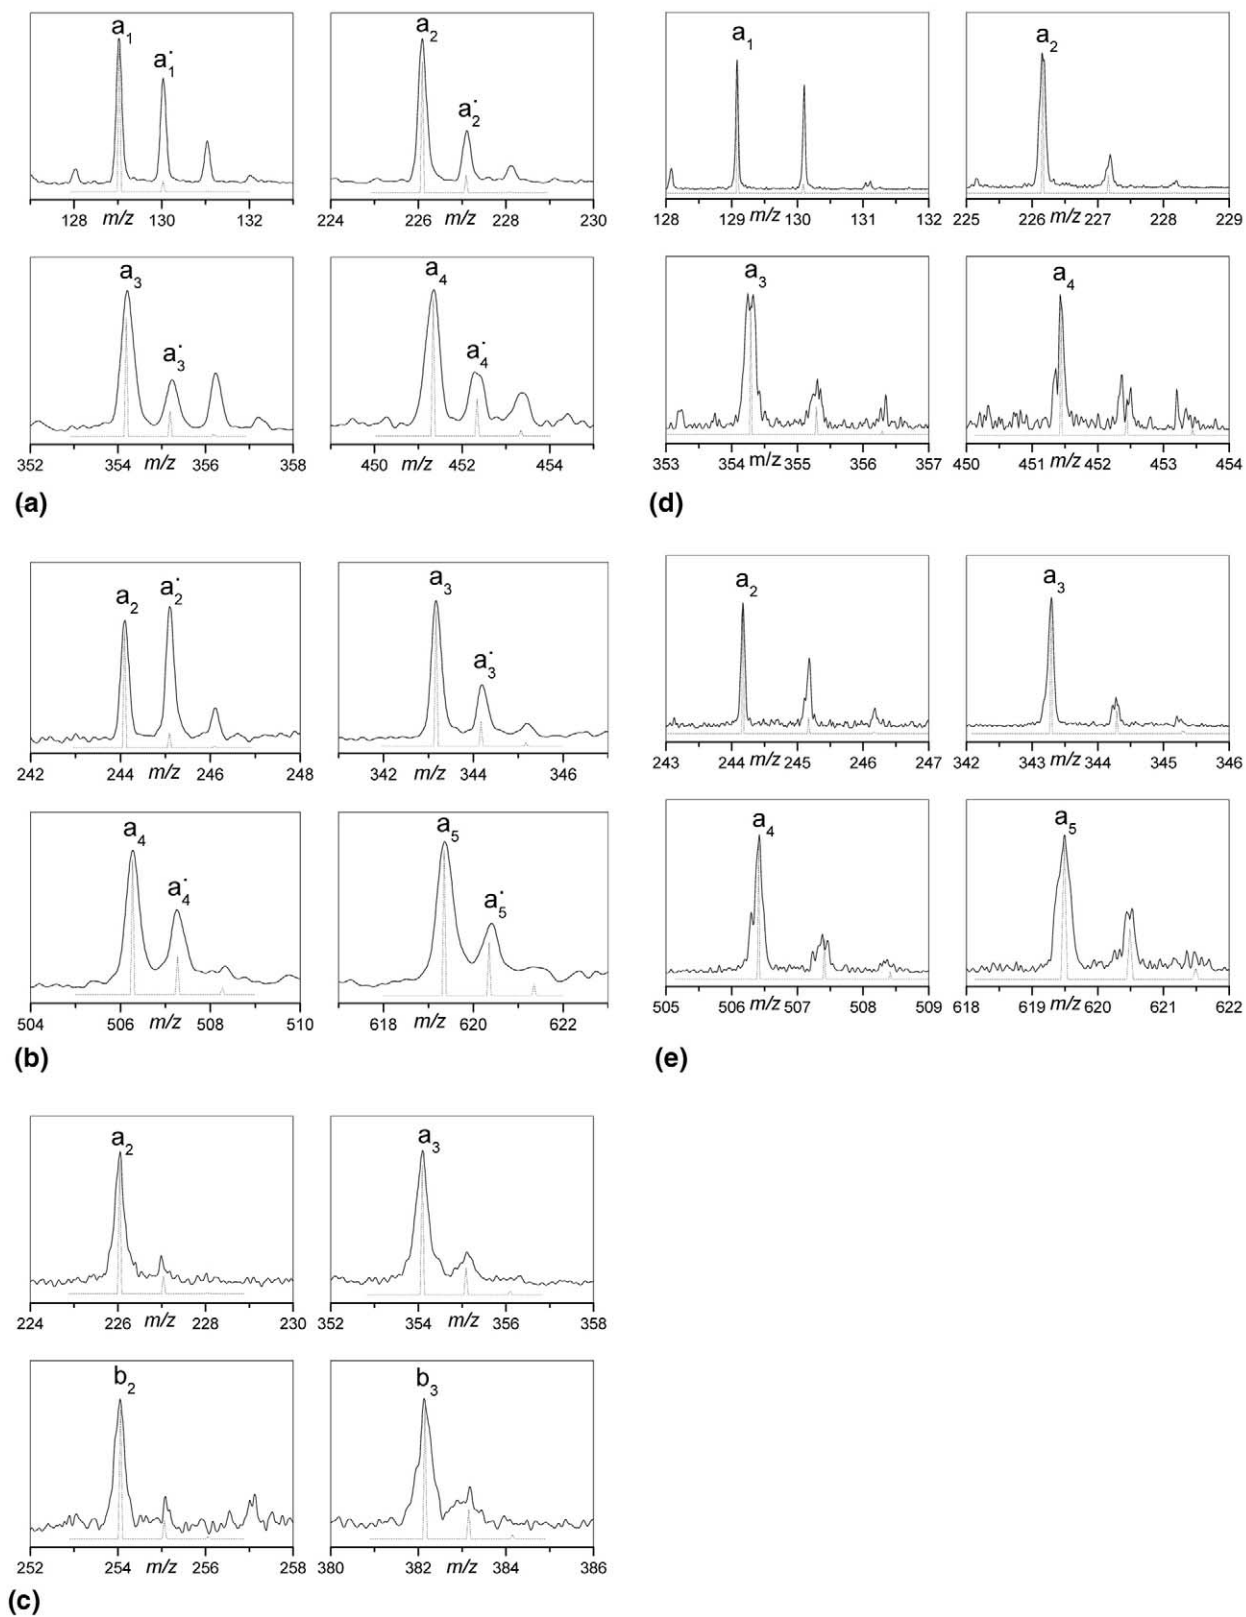 a1 a1• a2 a2•
128 m/z 130 132 224 226 m/z 228 230
a3 a3• a4 a4•
352 354 m/z 356 358 450 m/z 452 454
(a)
a1 a2
128 129 m/z 130 131 132 225 226 m/z 227 228 229
a3 a4
353 354 m/z 355 356 357 450 451 m/z 452 453 454
(d)
a2 a2• a3 a3•
242 244 m/z 246 248 342 m/z 344 346
a4 a4• a5 a5•
504 506 m/z 508 510 618 m/z 620 622
(b)
a2 a3
243 244 m/z 245 246 247 342 343 m/z 344 345 346
a4 a5
505 506 m/z 507 508 509 618 619 m/z 620 621 622
(e)
a2 a3
224 226 m/z 228 230 352 354 m/z 356 358
b2 b3
252 254 m/z 256 258 380 382 m/z 384 386
(c)